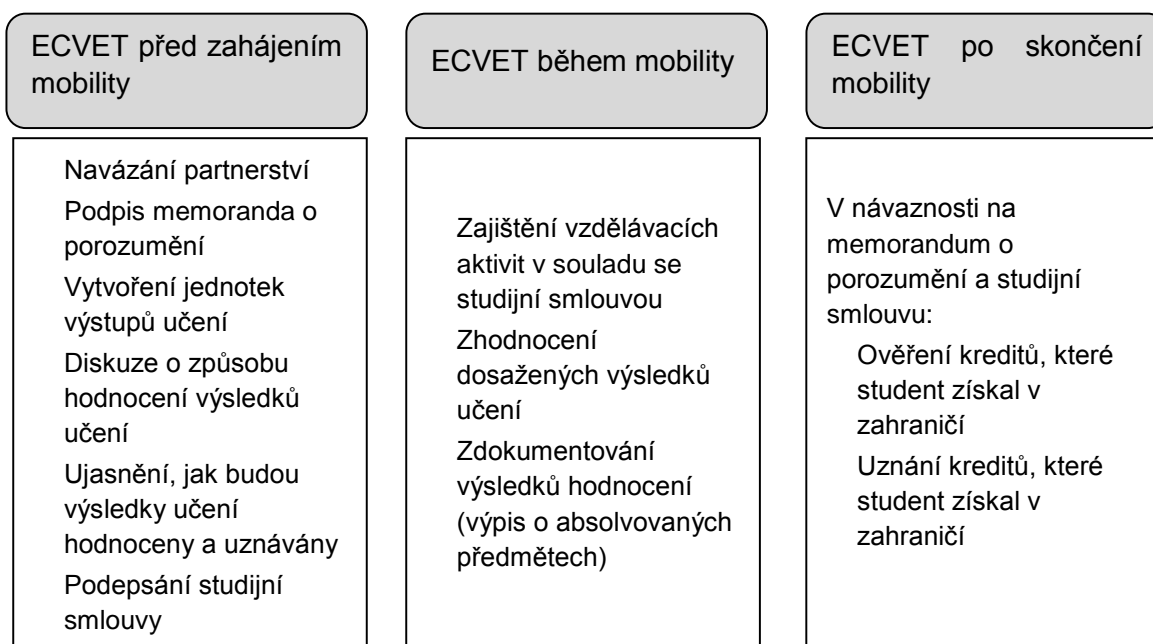 ECVET před zahájením
mobility
Navázání partnerství
Podpis memoranda o
porozumění
Vytvoření jednotek
výstupů učení
Diskuze o způsobu
hodnocení výsledků
učení
Ujasnění, jak budou
výsledky učení
hodnoceny a uznávány
Podepsání studijní
smlouvy
ECVET během mobility
Zajištění vzdělávacích
aktivit v souladu se
studijní smlouvou
Zhodnocení
dosažených výsledků
učení
Zdokumentování
výsledků hodnocení
(výpis o absolvovaných
předmětech)
ECVET po skončení
mobility
V návaznosti na
memorandum o
porozumění a studijní
smlouvu:
Ověření kreditů, které
student získal v
zahraničí
Uznání kreditů, které
student získal v
zahraničí